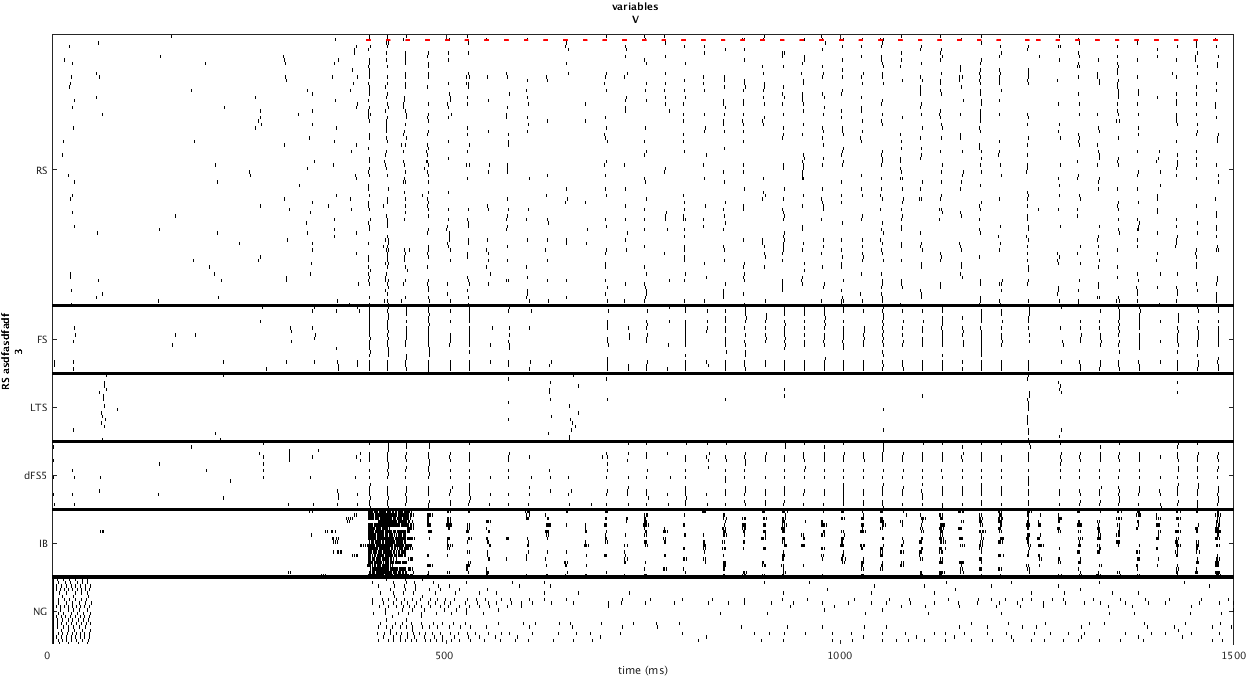 variables
V
RS
FS
LTS
dFS5
IB
NG
RS asdfasdfadf
3
0
500
1000
1500
time (ms)